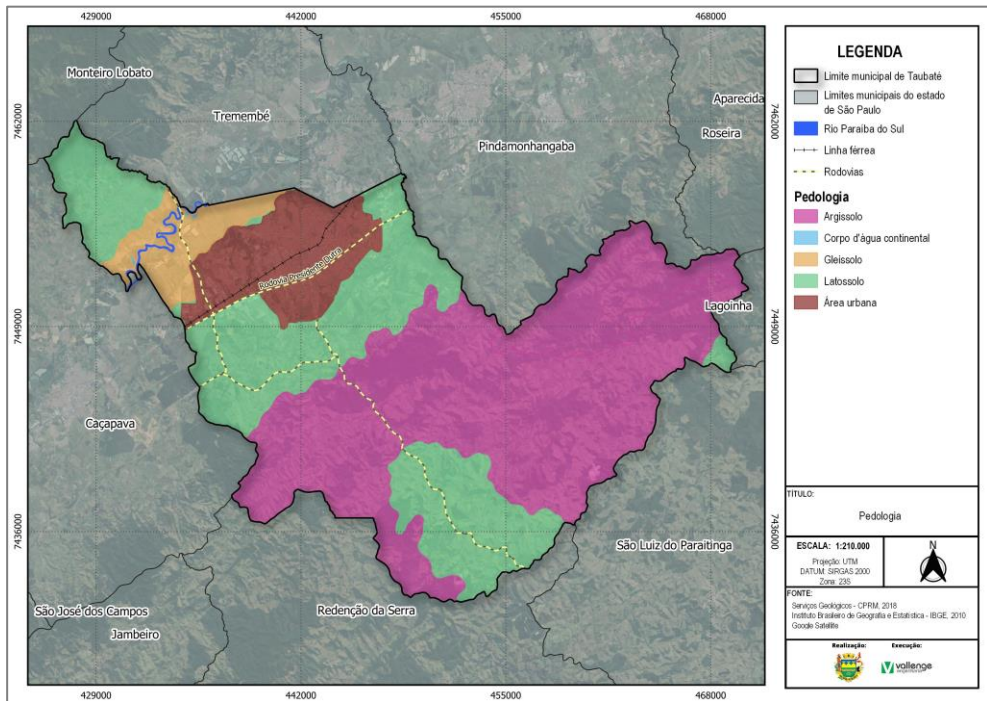 429000
442000
455000
468000
Monteiro Lobato
Tremembé
Pindamonhangaba
Aparecida
Roseira
7462000
7462000
Rodovia Presidente Dutra
Lagoinha
7449000
7449000
Caçapava
7436000
7436000
São Luiz do Paraitinga
Redenção da Serra
São José dos Campos
Jambeiro
429000
442000
455000
468000
LEGENDA
Limite municipal de Taubaté
Limites municipais do estado
de São Paulo
Rio Paraíba do Sul
Linha férrea
Rodovias
Pedologia
Argissolo
Corpo d'água continental
Gleissolo
Latossolo
Área urbana
TÍTULO:
Pedologia
ESCALA: 1:210.000
Projeção: UTM
DATUM: SIRGAS 2000
Zona: 23S
N
FONTE:
Serviços Geológicos - CPRM, 2018
Instituto Brasileiro de Geografia e Estatística - IBGE, 2010
Google Satellite
Realização:
Execução:
vallenge